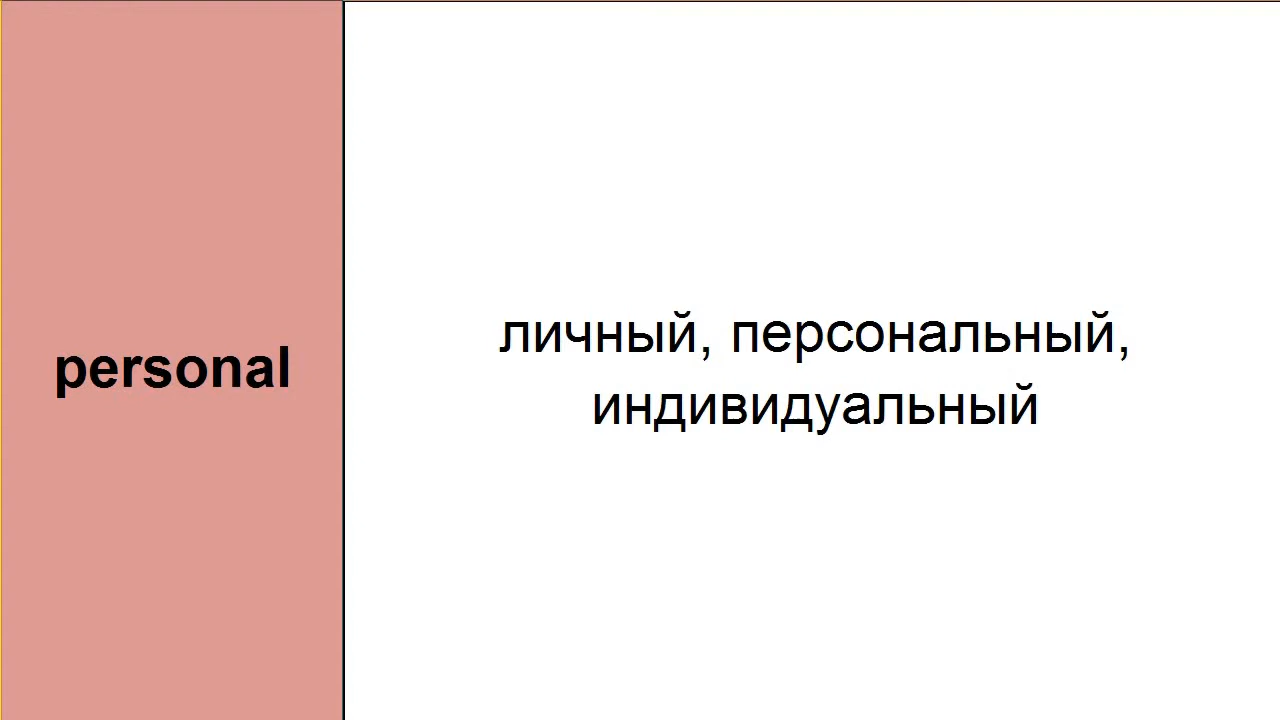 personal
личный, персональный,
индивидуальный